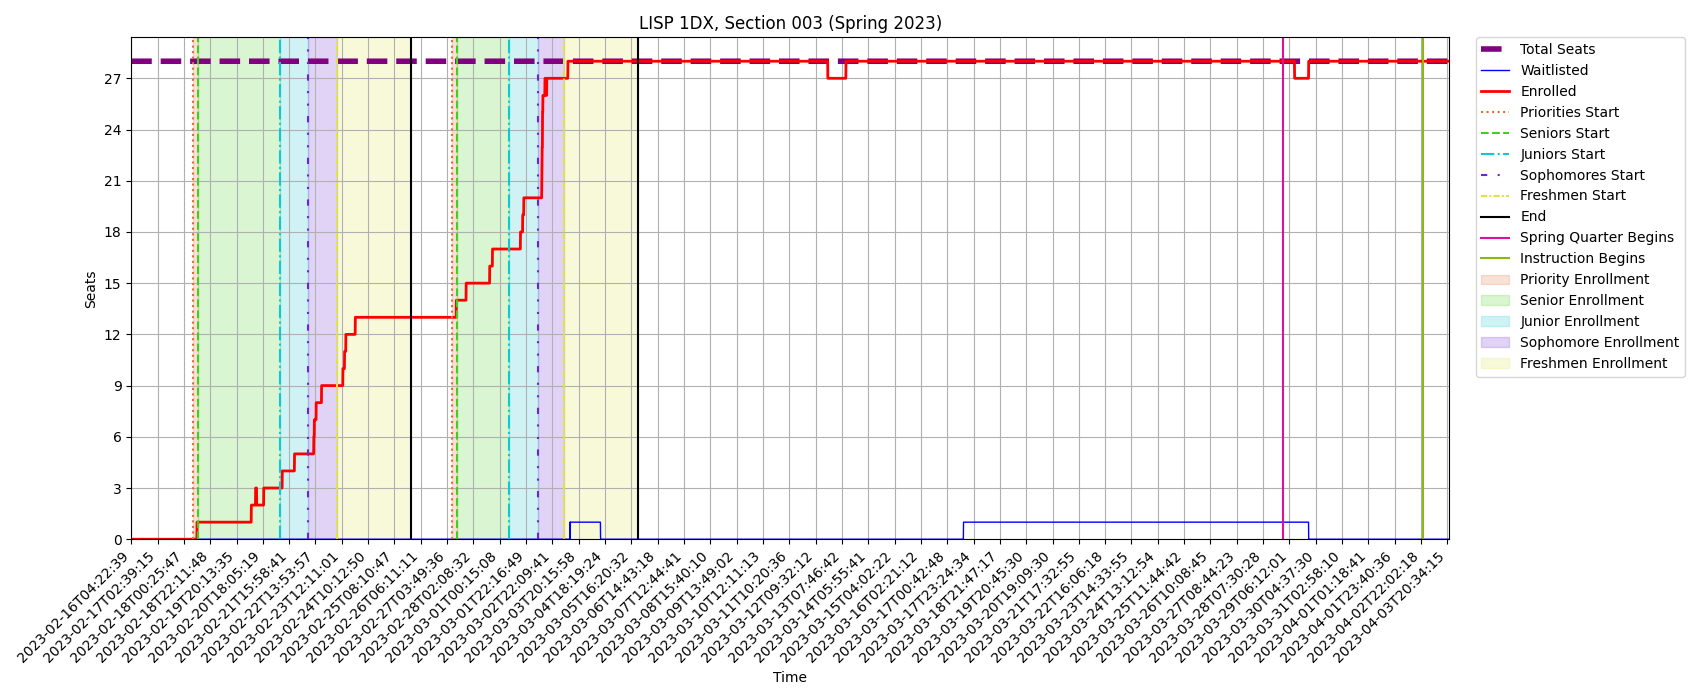 LISP 1DX, Section 003 (Spring 2023)
Seats
27
24
21
18
15
12
9
6
3
0
2023-02-16T04:22:39
2023-02-17T02:39:15
2023-02-18T00:25:47
2023-02-18T22:11:48
2023-02-19T20:13:35
2023-02-20T18:05:19
2023-02-21T15:58:41
2023-02-22T13:53:57
2023-02-23T12:11:01
2023-02-24T10:12:50
2023-02-25T08:10:47
2023-02-26T06:11:11
2023-02-27T03:49:36
2023-02-28T02:08:32
2023-03-01T00:15:08
2023-03-01T22:16:49
2023-03-02T22:09:41
2023-03-03T20:15:58
2023-03-04T18:19:24
2023-03-05T16:20:32
2023-03-06T14:43:18
2023-03-07T12:44:41
2023-03-08T15:40:10
2023-03-09T13:49:02
2023-03-10T12:11:13
2023-03-11T10:20:36
2023-03-12T09:32:12
2023-03-13T07:46:42
2023-03-14T05:55:41
2023-03-15T04:02:22
2023-03-16T02:21:12
2023-03-17T00:42:48
2023-03-17T23:24:34
2023-03-18T21:47:17
2023-03-19T20:45:30
2023-03-20T19:09:30
2023-03-21T17:32:55
2023-03-22T16:06:18
2023-03-23T14:33:55
2023-03-24T13:12:54
2023-03-25T11:44:42
2023-03-26T10:08:45
2023-03-27T08:44:23
2023-03-28T07:30:28
2023-03-29T06:12:01
2023-03-30T04:37:30
2023-03-31T02:58:10
2023-04-01T01:18:41
2023-04-01T23:40:36
2023-04-02T22:02:18
2023-04-03T20:34:15
Time
Total Seats
Waitlisted
Enrolled
Priorities Start
Seniors Start
Juniors Start
Sophomores Start
Freshmen Start
End
Spring Quarter Begins
Instruction Begins
Priority Enrollment
Senior Enrollment
Junior Enrollment
Sophomore Enrollment
Freshmen Enrollment